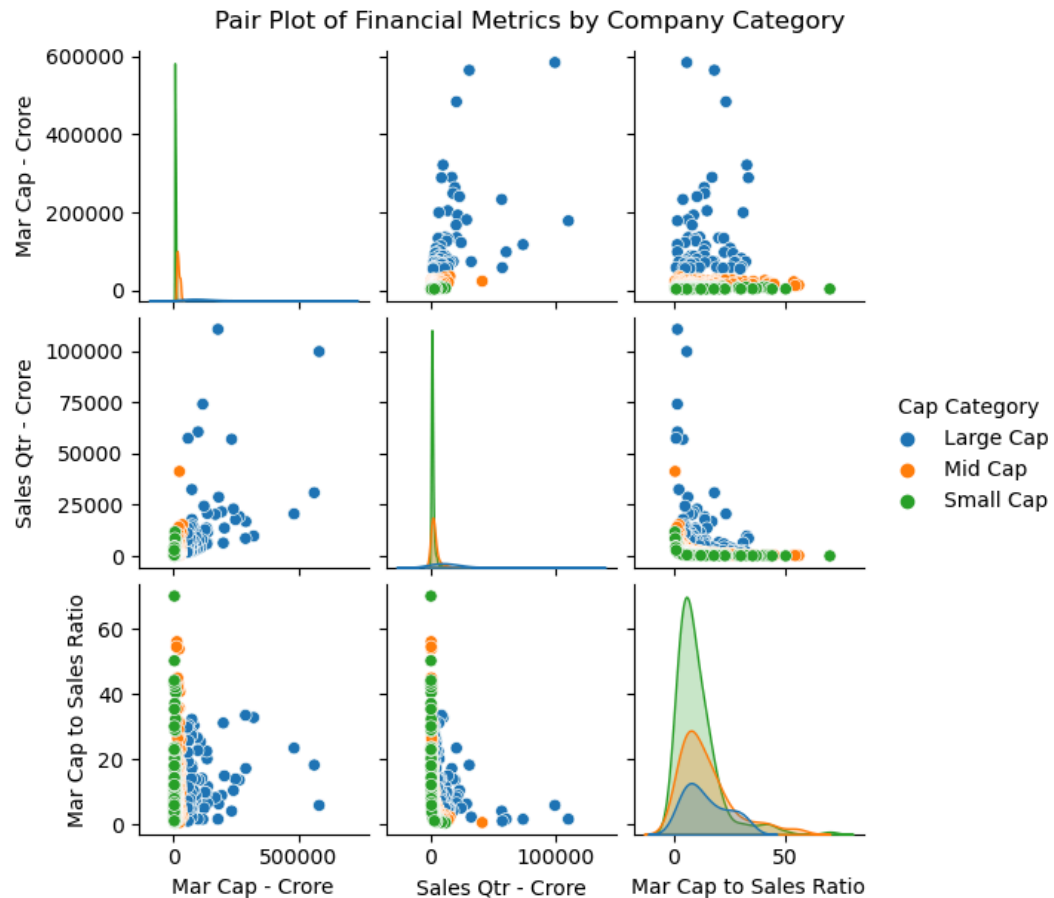 Pair Plot of Financial Metrics by Company Category
600000
400000
200000
0
Mar Cap - Crore
100000
75000
50000
25000
0
Sales Qtr - Crore
60
40
20
0
Mar Cap to Sales Ratio
0 500000
Mar Cap - Crore
0 100000
Sales Qtr - Crore
0 50
Mar Cap to Sales Ratio
Cap Category
Large Cap
Mid Cap
Small Cap